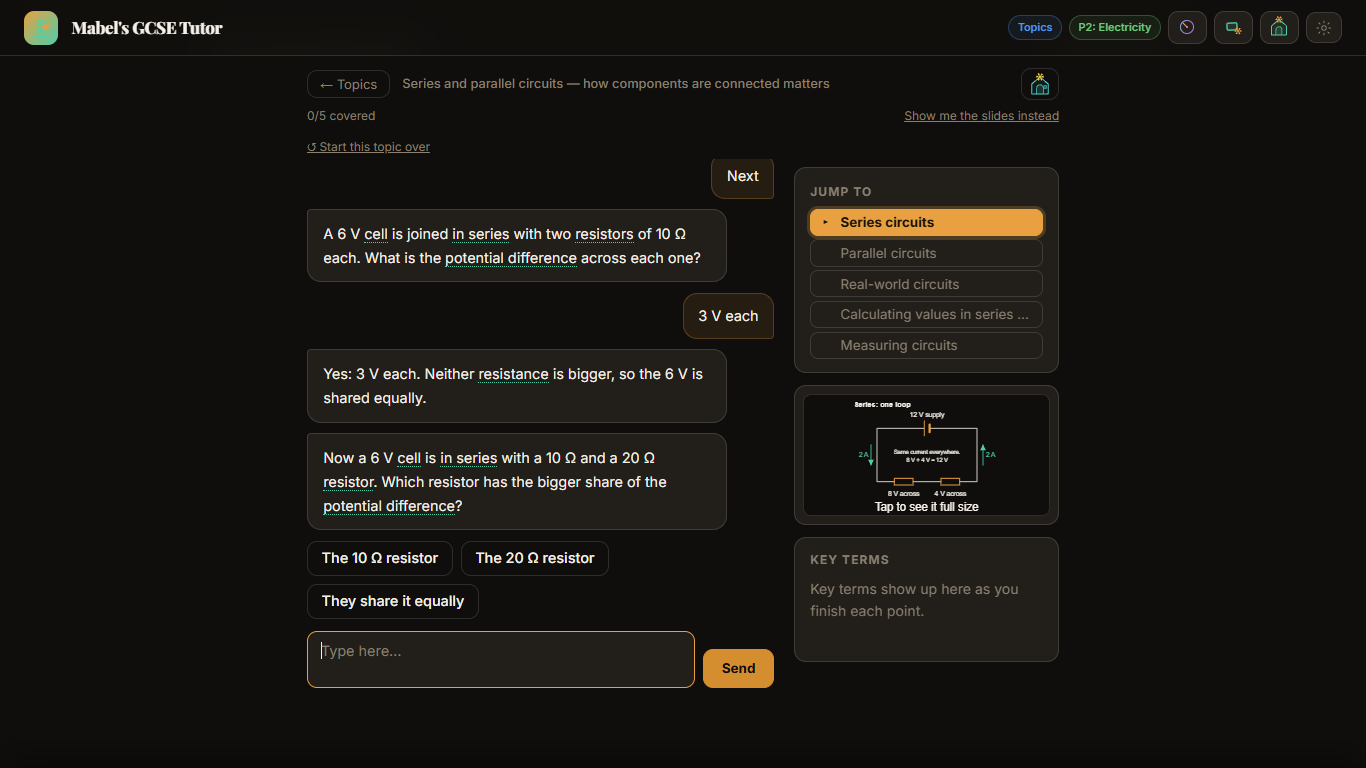 Mabel's GCSE Tutor
Topics
P2: Electricity
← Topics
Series and parallel circuits — how components are connected matters
0/5 covered
Show me the slides instead
↺ Start this topic over
Next
A 6 V cell is joined in series with two resistors of 10 Ω
each. What is the potential difference across each one?
3 V each
Yes: 3 V each. Neither resistance is bigger, so the 6 V is
shared equally.
Now a 6 V cell is in series with a 10 Ω and a 20 Ω
resistor. Which resistor has the bigger share of the
potential difference?
The 10 Ω resistor
The 20 Ω resistor
They share it equally
Type here...
Send
JUMP TO
Series circuits
Parallel circuits
Real-world circuits
Calculating values in series ...
Measuring circuits
Series: one loop
12 V supply
2A
Same current everywhere.
8 V + 4 V = 12 V
2A
8 V across
4 V across
Tap to see it full size
KEY TERMS
Key terms show up here as you
finish each point.